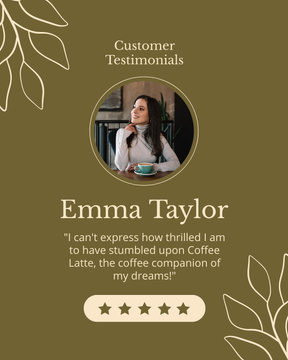 Customer
Testimonials
Emma Taylor
"I can't express how thrilled I am
to have stumbled upon Coffee
Latte, the coffee companion of
my dreams!"